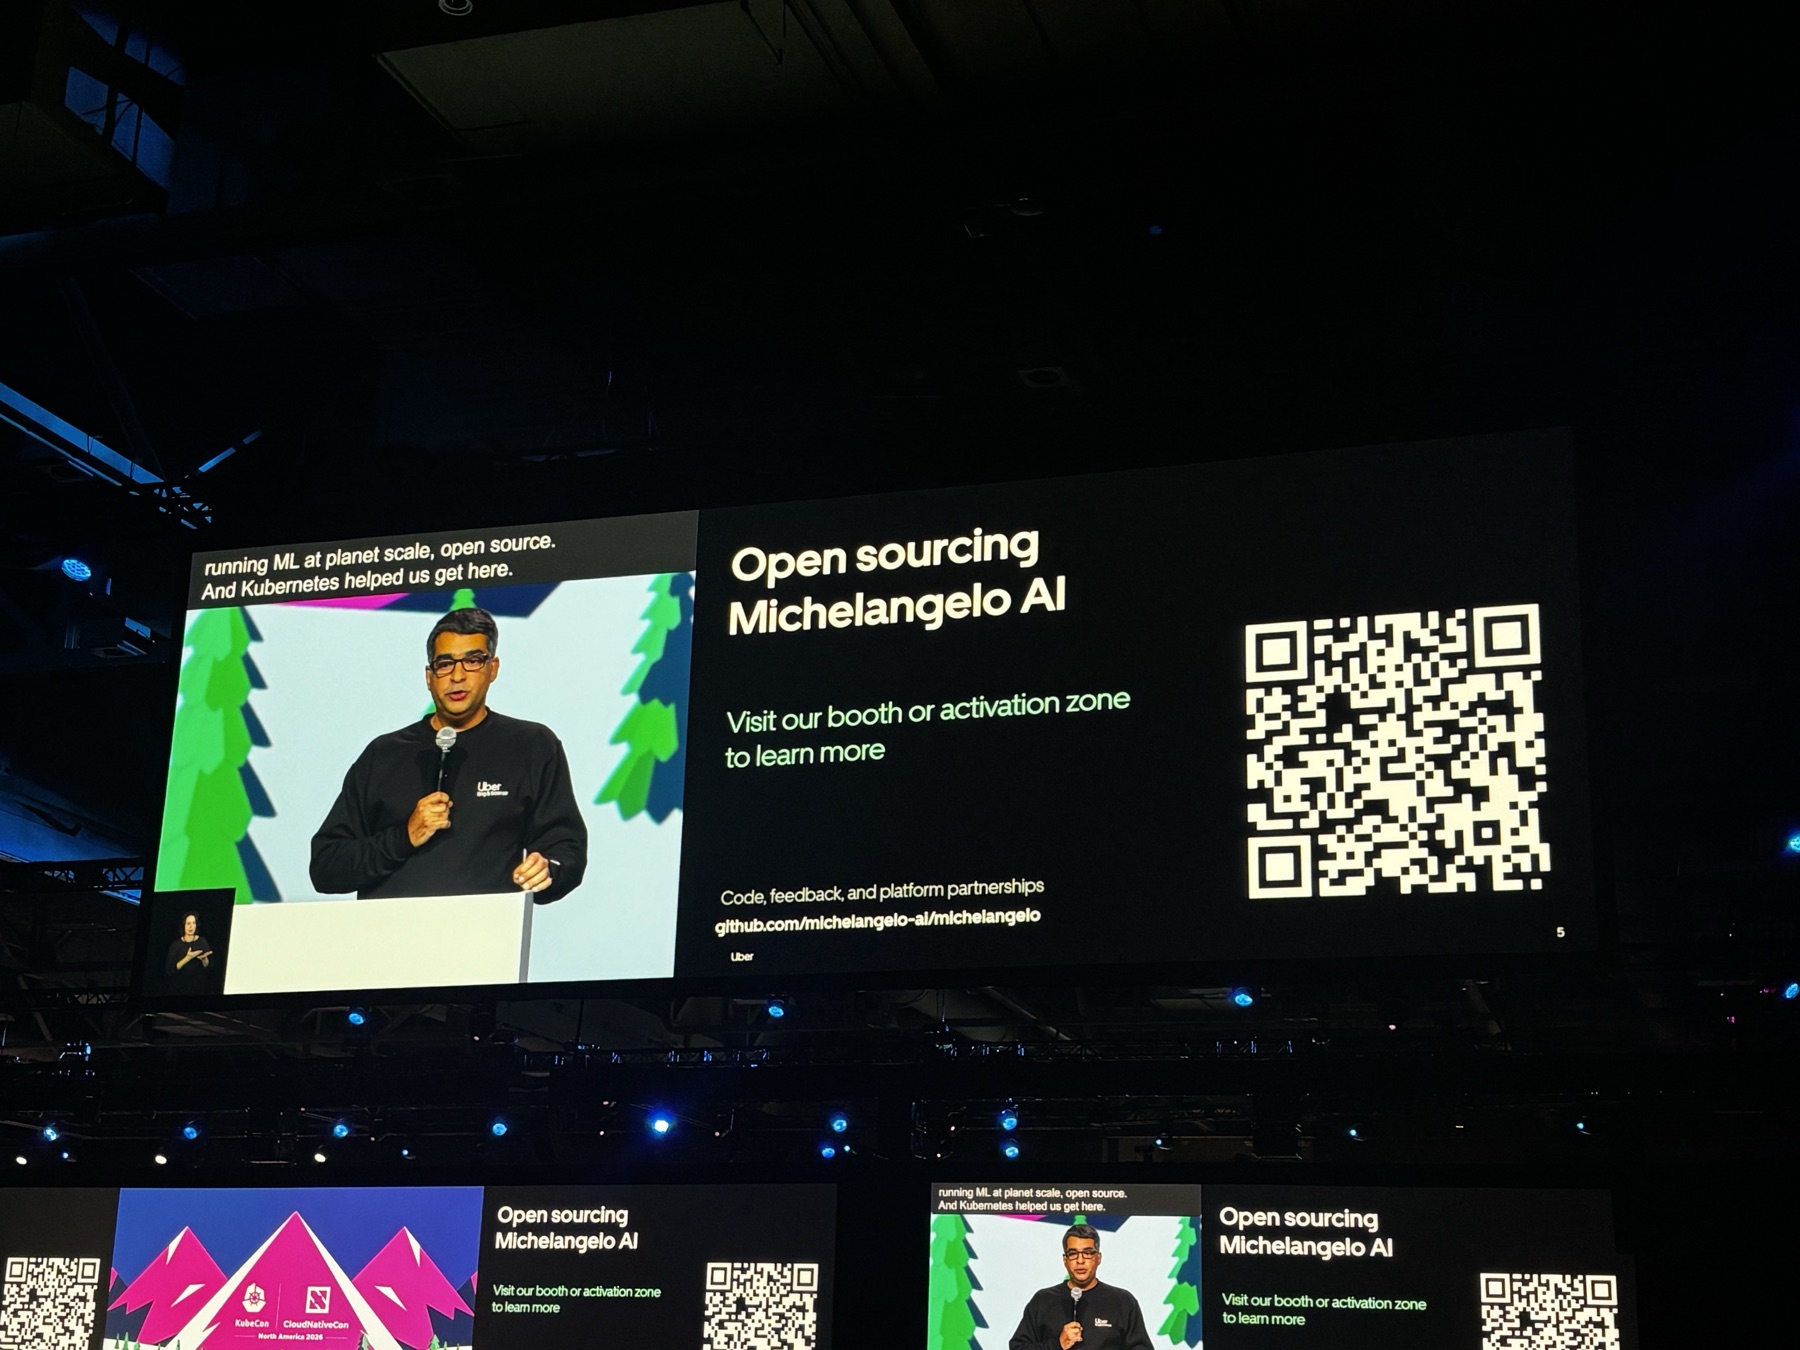 running ML at planet scale, open source.
And Kubernetes helped us get here.
Open sourcing
Michelangelo AI
Visit our booth or activation zone
to learn more
Code, feedback, and platform partnerships
github.com/michelangelo-ai/michelangelo
Uber
5
Uber
Open sourcing
Michelangelo AI
Visit our booth or activation zone
to learn more
KubeCon
CloudNativeCon
North America
running ML at planet scale, open source.
And Kubernetes helped us get here.
Open sourcing
Michelangelo AI
Visit our booth or activation zone
to learn more
Uber